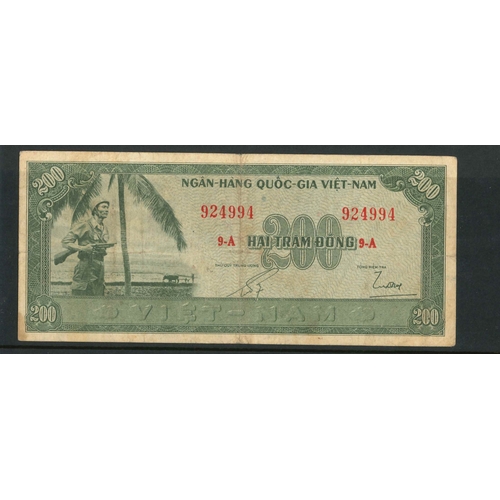 200
200
NGÂN-HÀNG QUỐC-GIA VIỆT-NAM
924994
924994
200
9-A
HAI TRĂM ĐỒNG
9-A
VIỆT-NAM
200
200